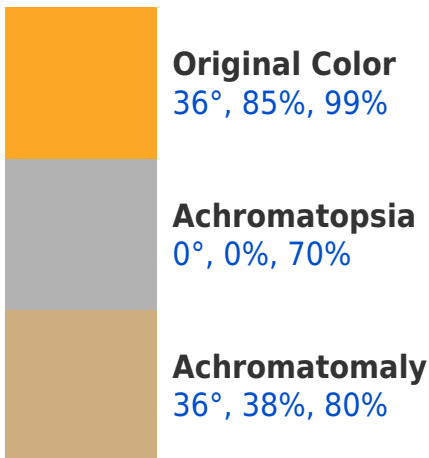 Original Color
36°, 85%, 99%
Achromatopsia
0°, 0%, 70%
Achromatomaly
36°, 38%, 80%